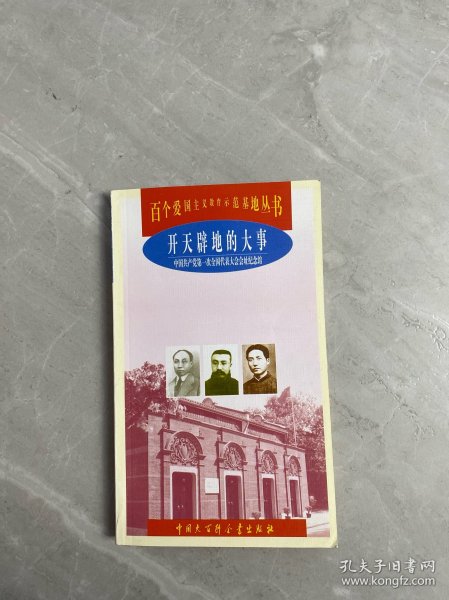 百个爱国主义教育示范基地丛书
开天辟地的大事
中国共产党第一次全国代表大会会址纪念馆
中国大百科全书出版社
孔夫子旧书网
www.kongfz.com